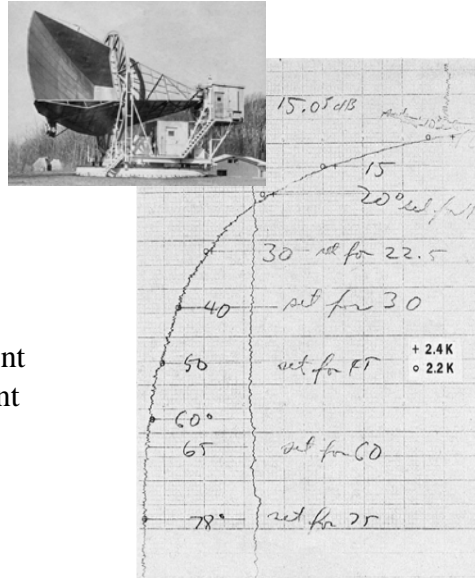 15.05 dB
15
20° set for
30 set for 22.5
40 set for 30
+ 2.4 K
o 2.2 K
50 set for 45
nt
nt
60°
65 set for 60
78° set for 75